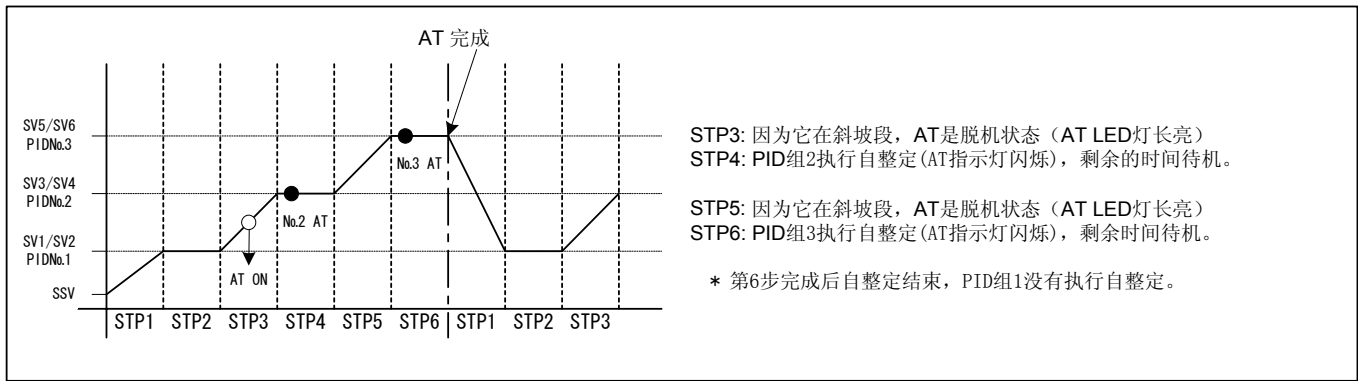 AT 完成
SV5/SV6
PIDNo.3
No.3 AT
SV3/SV4
PIDNo.2
No.2 AT
SV1/SV2
PIDNo.1
AT ON
SSV
STP1 STP2 STP3 STP4 STP5 STP6 STP1 STP2 STP3
STP3: 因为它在斜坡段，AT是脱机状态（AT LED灯长亮）
STP4: PID组2执行自整定(AT指示灯闪烁)，剩余的时间待机。
STP5: 因为它在斜坡段，AT是脱机状态（AT LED灯长亮）
STP6: PID组3执行自整定(AT指示灯闪烁)，剩余时间待机。
* 第6步完成后自整定结束，PID组1没有执行自整定。